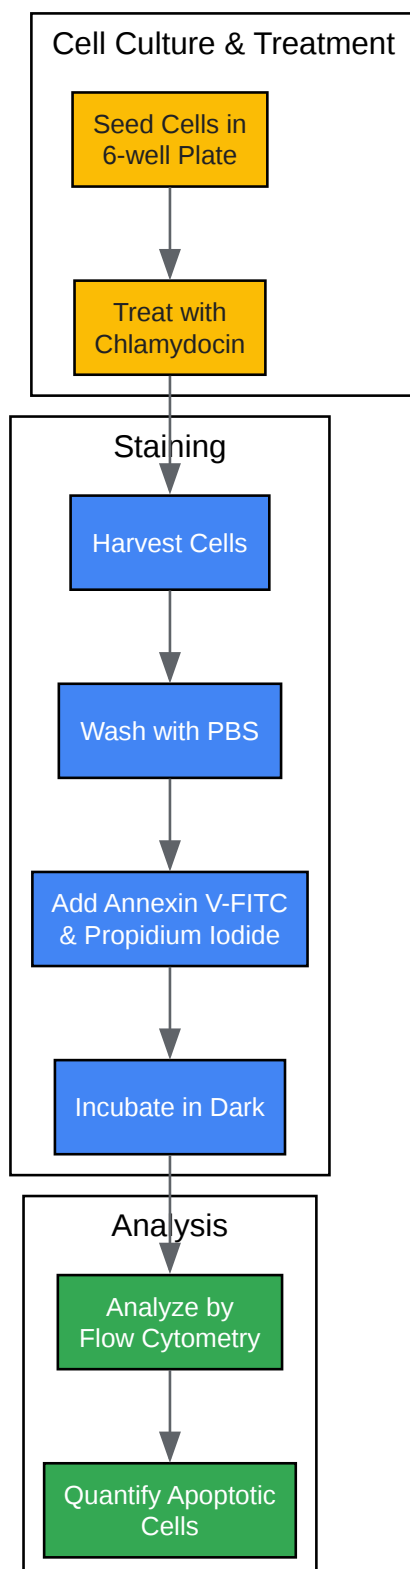 Cell Culture & Treatment
Seed Cells in
6-well Plate
Treat with
Chlamydocin
Staining
Harvest Cells
Wash with PBS
Add Annexin V-FITC
& Propidium Iodide
Incubate in Dark
Analysis
Analyze by
Flow Cytometry
Quantify Apoptotic
Cells